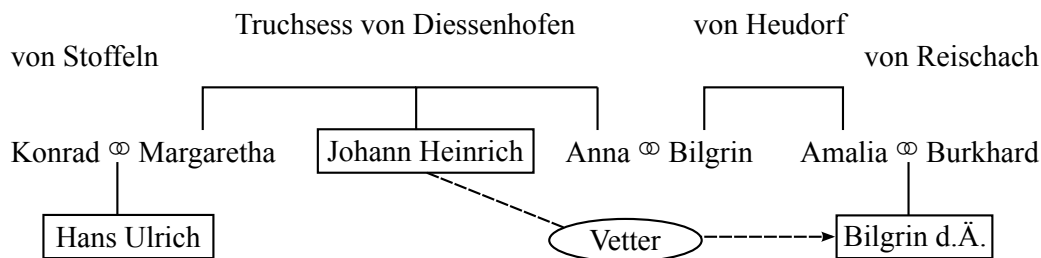 Truchsess von Diessenhofen von Heudorf
von Stoffeln von Reischach
Konrad ⚭ Margaretha Johann Heinrich Anna ⚭ Bilgrin Amalia ⚭ Burkhard
Hans Ulrich Vetter Bilgrin d.Ä.